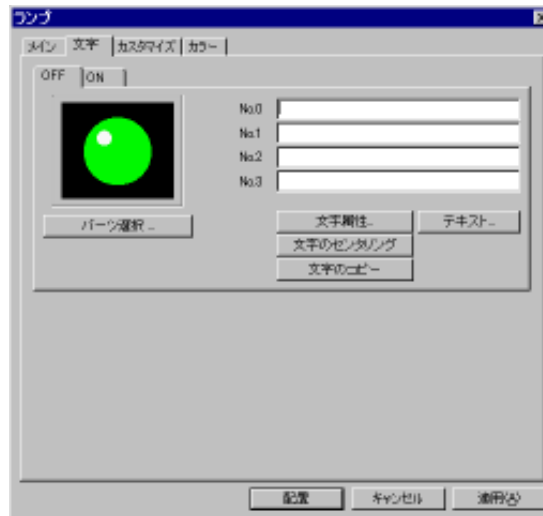 ランプ
メイン 文字 カスタマイズ カラー
OFF ON
No.0
No.1
No.2
No.3
パーツ選択...
文字属性... テキスト...
文字のセンタリング
文字のコピー
配置 キャンセル 適用(A)